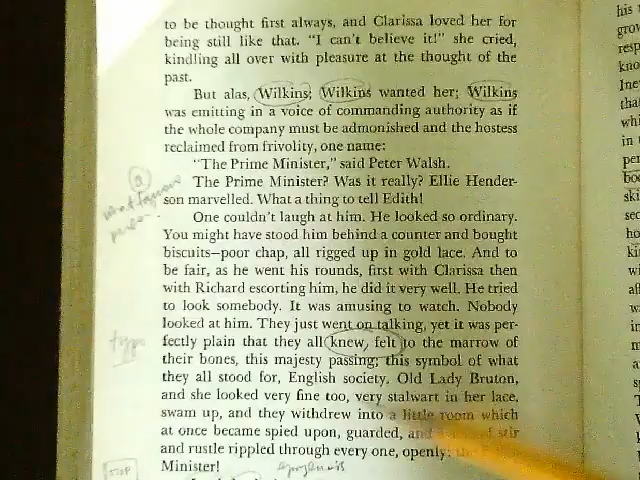 to be thought first always, and Clarissa loved her for
being still like that. "I can't believe it!" she cried,
kindling all over with pleasure at the thought of the
past.
But alas, Wilkins; Wilkins wanted her; Wilkins
was emitting in a voice of commanding authority as if
the whole company must be admonished and the hostess
reclaimed from frivolity, one name:
"The Prime Minister," said Peter Walsh.
The Prime Minister? Was it really? Ellie Hender-
son marvelled. What a thing to tell Edith!
One couldn't laugh at him. He looked so ordinary.
You might have stood him behind a counter and bought
biscuits—poor chap, all rigged up in gold lace. And to
be fair, as he went his rounds, first with Clarissa then
with Richard escorting him, he did it very well. He tried
to look somebody. It was amusing to watch. Nobody
looked at him. They just went on talking, yet it was per-
typo
fectly plain that they all knew, felt to the marrow of
their bones, this majesty passing; this symbol of what
they all stood for, English society. Old Lady Bruton,
and she looked very fine too, very stalwart in her lace,
swam up, and they withdrew into a little room which
at once became spied upon, guarded, and a stir
and rustle rippled through every one, openly: the
Minister!